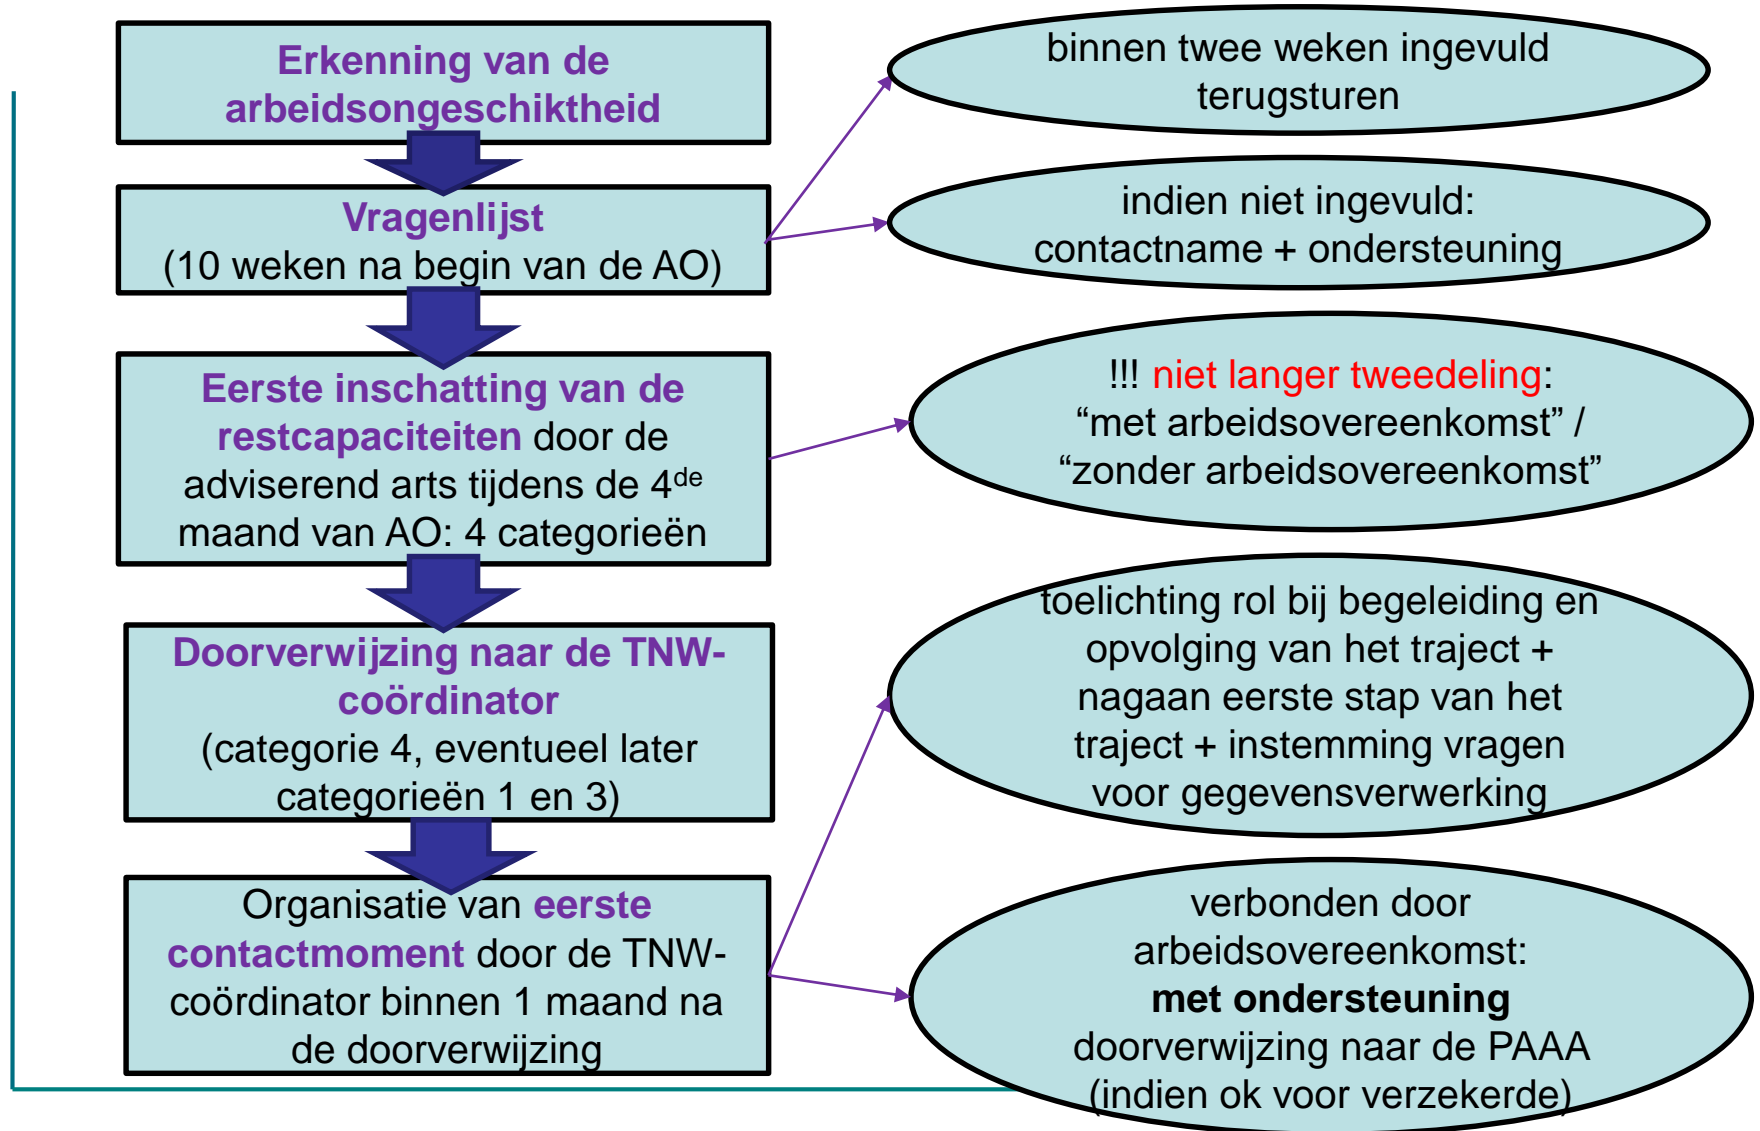 Erkenning van de
arbeidsongeschiktheid
binnen twee weken ingevuld
terugsturen
Vragenlijst
(10 weken na begin van de AO)
indien niet ingevuld:
contactname + ondersteuning
Eerste inschatting van de
restcapaciteiten door de
adviserend arts tijdens de 4de
maand van AO: 4 categorieën
!!! niet langer tweedeling:
“met arbeidsovereenkomst” /
“zonder arbeidsovereenkomst”
Doorverwijzing naar de TNW-
coördinator
(categorie 4, eventueel later
categorieën 1 en 3)
toelichting rol bij begeleiding en
opvolging van het traject +
nagaan eerste stap van het
traject + instemming vragen
voor gegevensverwerking
Organisatie van eerste
contactmoment door de TNW-
coördinator binnen 1 maand na
de doorverwijzing
verbonden door
arbeidsovereenkomst:
met ondersteuning
doorverwijzing naar de PAAA
(indien ok voor verzekerde)